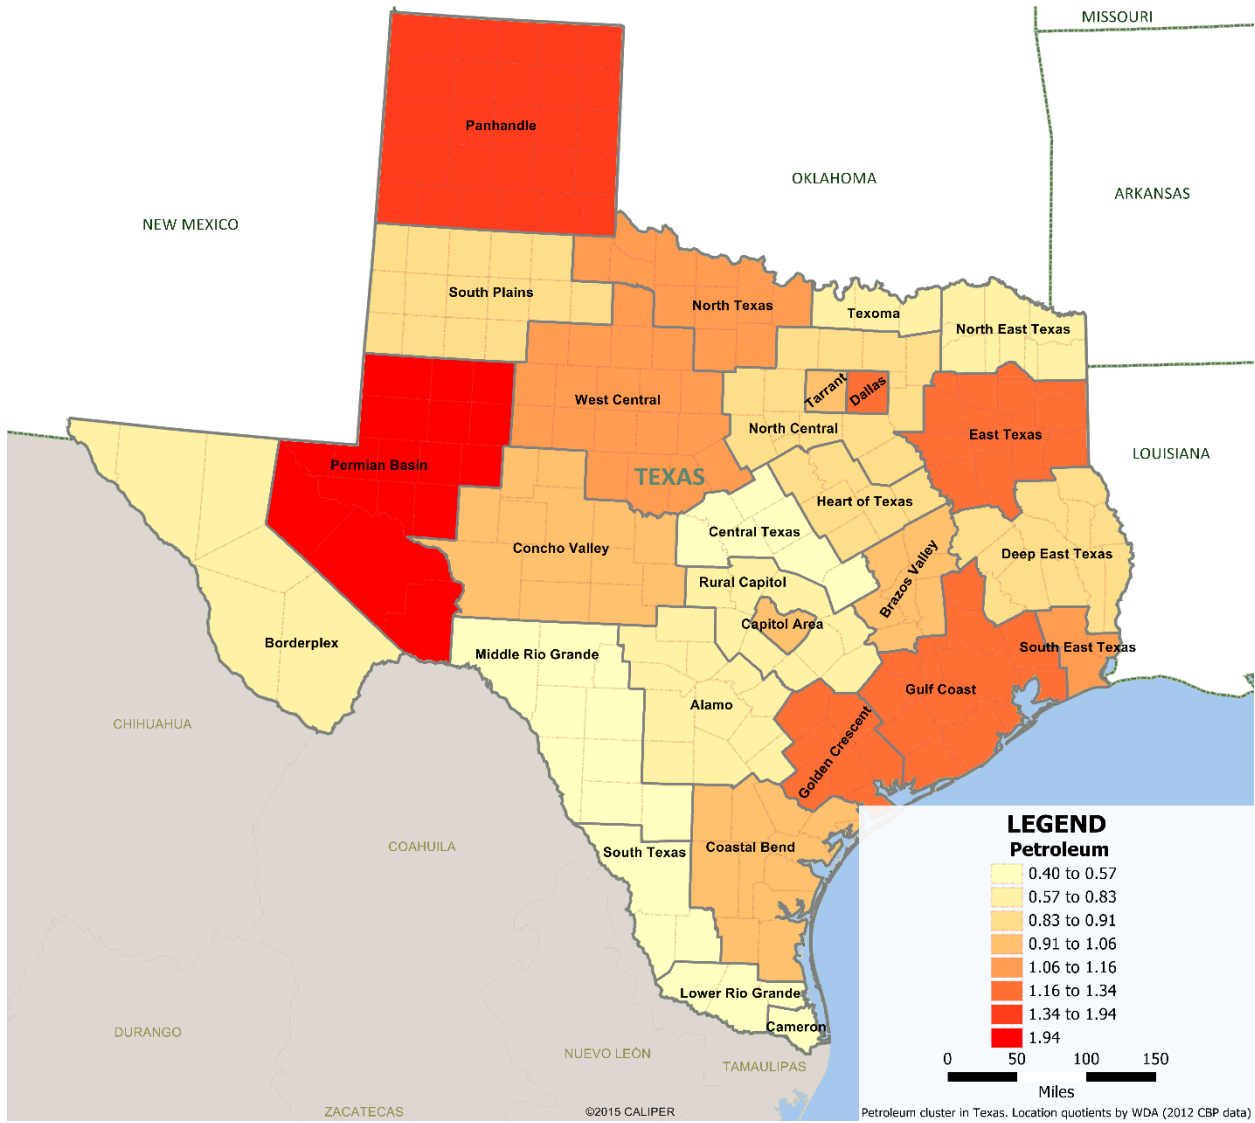 MISSOURI
Panhandle
OKLAHOMA
ARKANSAS
NEW MEXICO
South Plains
North Texas
Texoma
North East Texas
West Central
Tarrant
Dallas
North Central
East Texas
LOUISIANA
Permian Basin
TEXAS
Heart of Texas
Central Texas
Concho Valley
Deep East Texas
Rural Capitol
Brazos Valley
Capitol Area
Borderplex
Middle Rio Grande
South East Texas
Gulf Coast
Alamo
Golden Crescent
CHIHUAHUA
COAHUILA
South Texas
Coastal Bend
Lower Rio Grande
Cameron
DURANGO
NUEVO LEÓN
TAMAULIPAS
ZACATECAS
©2015 CALIPER
LEGEND
Petroleum
0.40 to 0.57
0.57 to 0.83
0.83 to 0.91
0.91 to 1.06
1.06 to 1.16
1.16 to 1.34
1.34 to 1.94
1.94
0 50 100 150
Miles
Petroleum cluster in Texas. Location quotients by WDA (2012 CBP data)